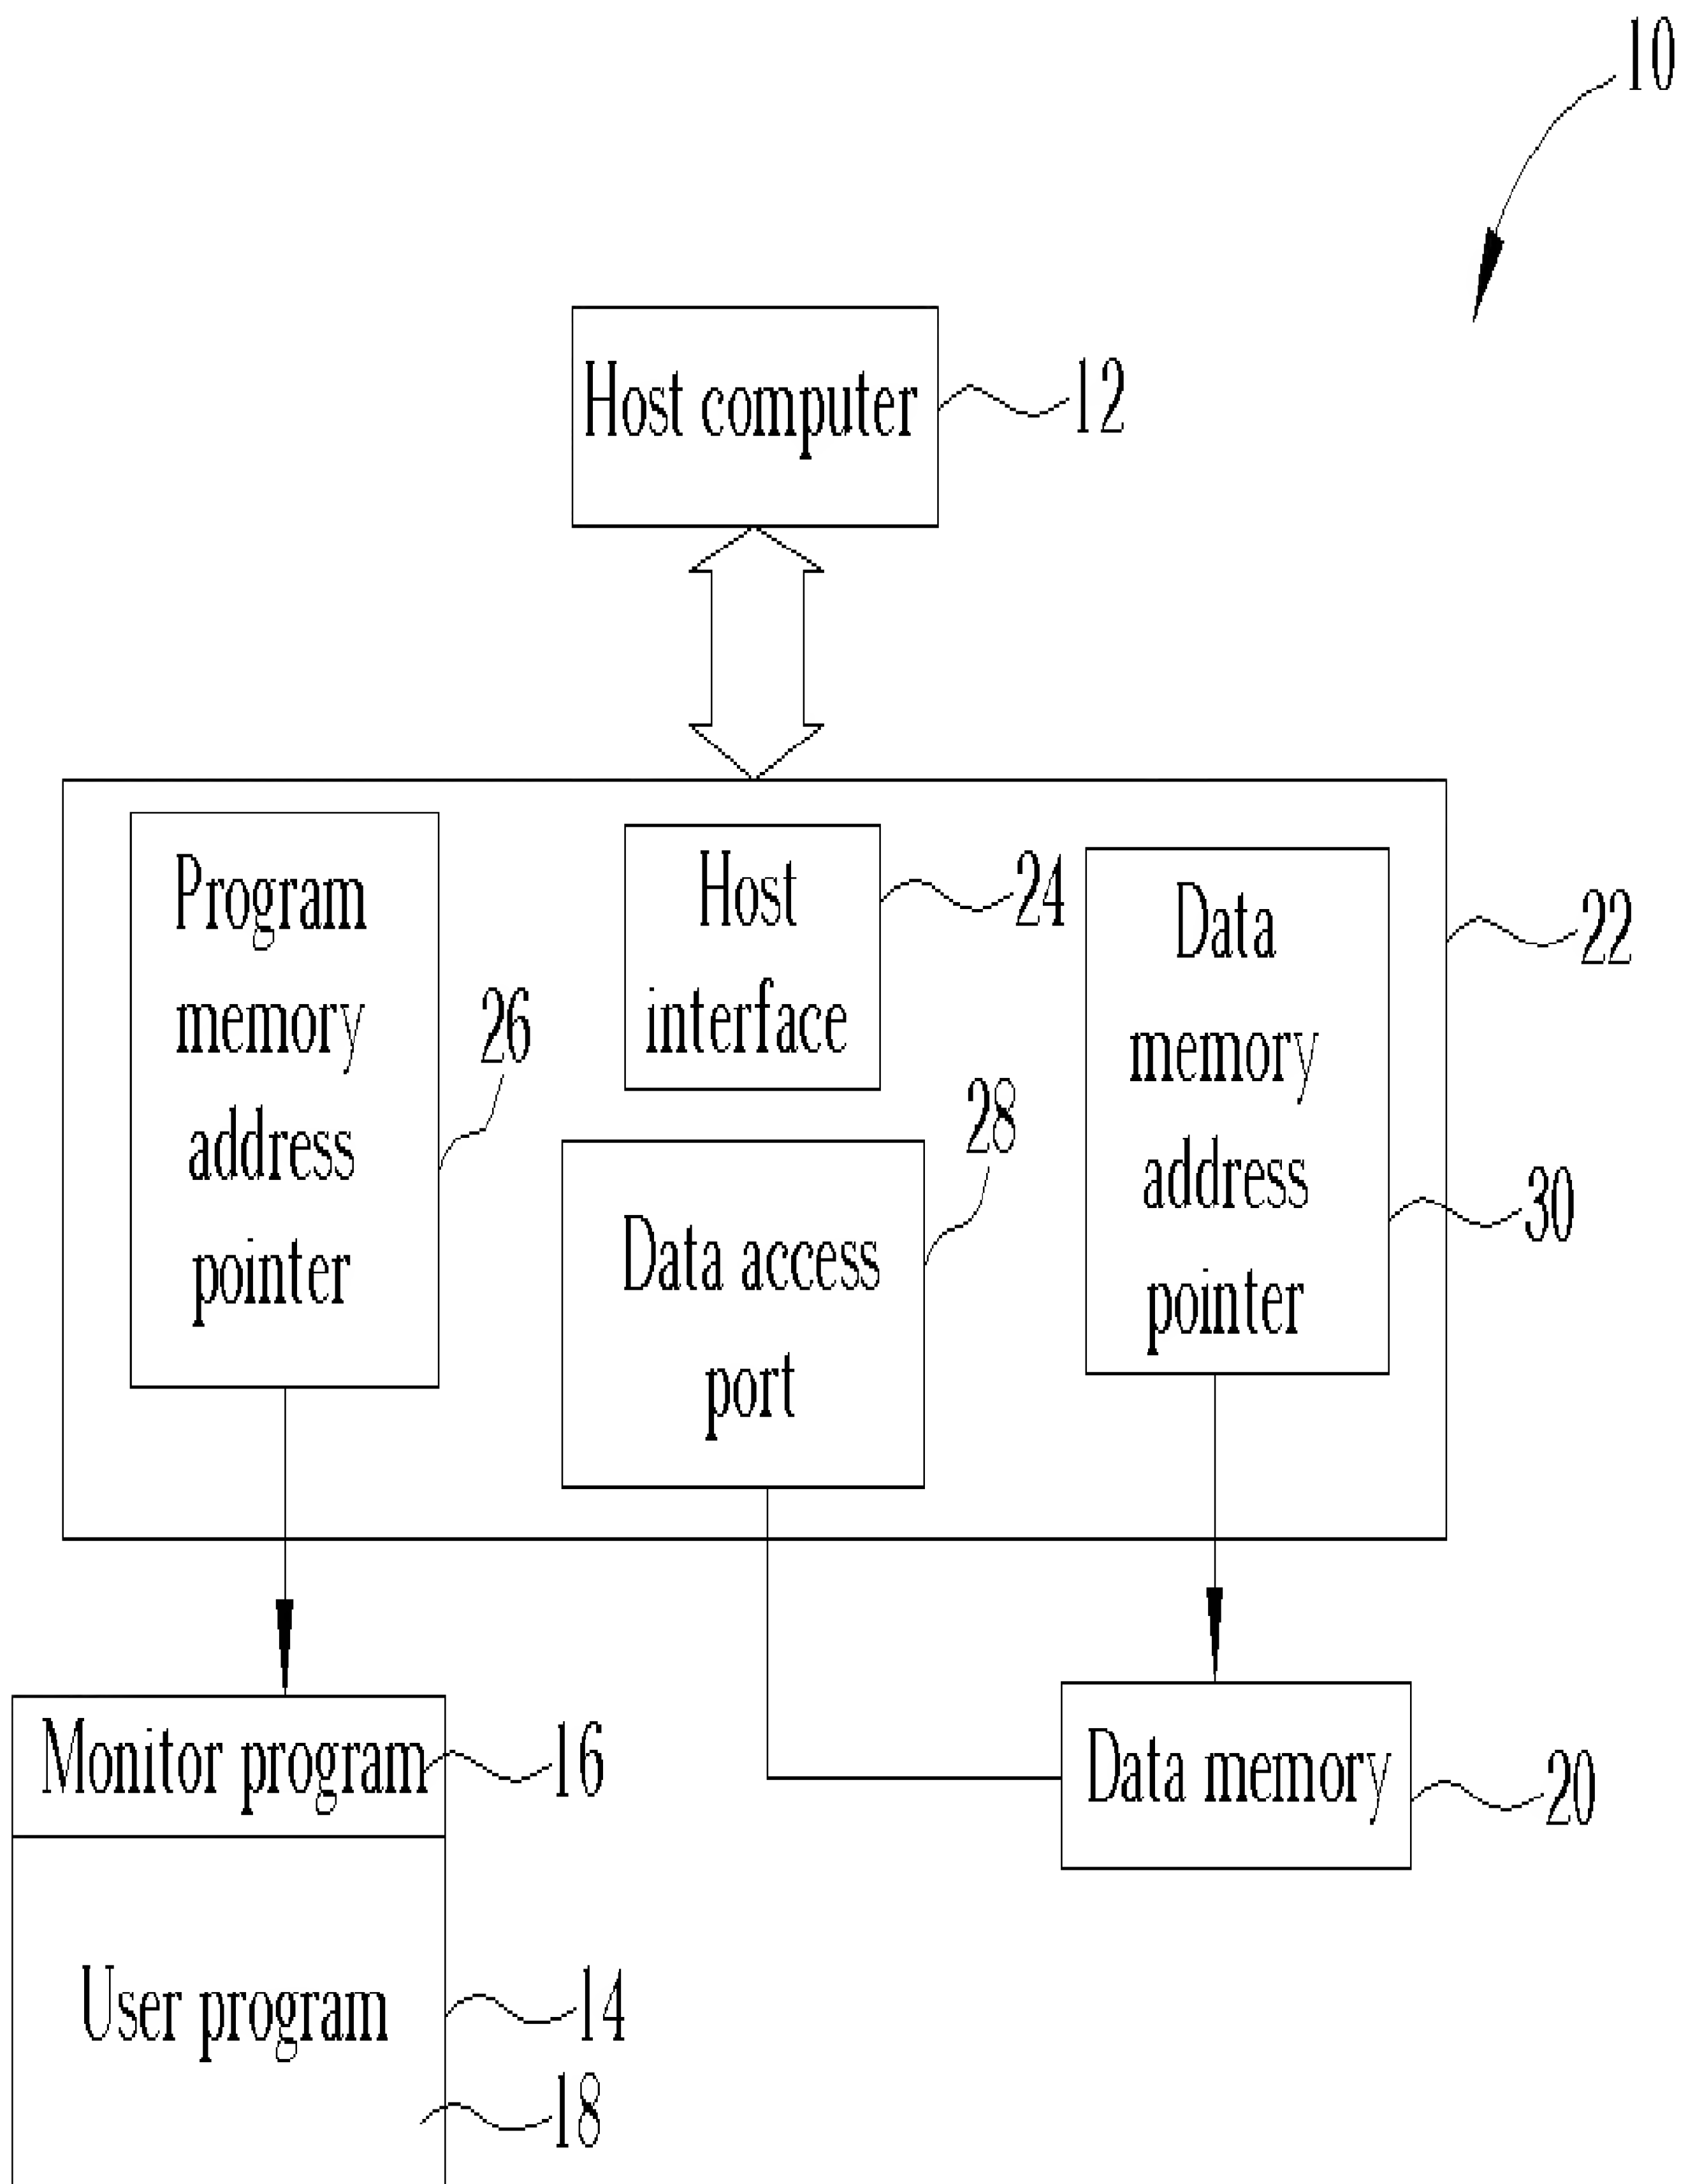 10
Host computer
12
Program
memory
address
pointer
26
Host
interface
24
Data access
port
28
Data
memory
address
pointer
30
22
Monitor program
16
User program
14
18
Data memory
20